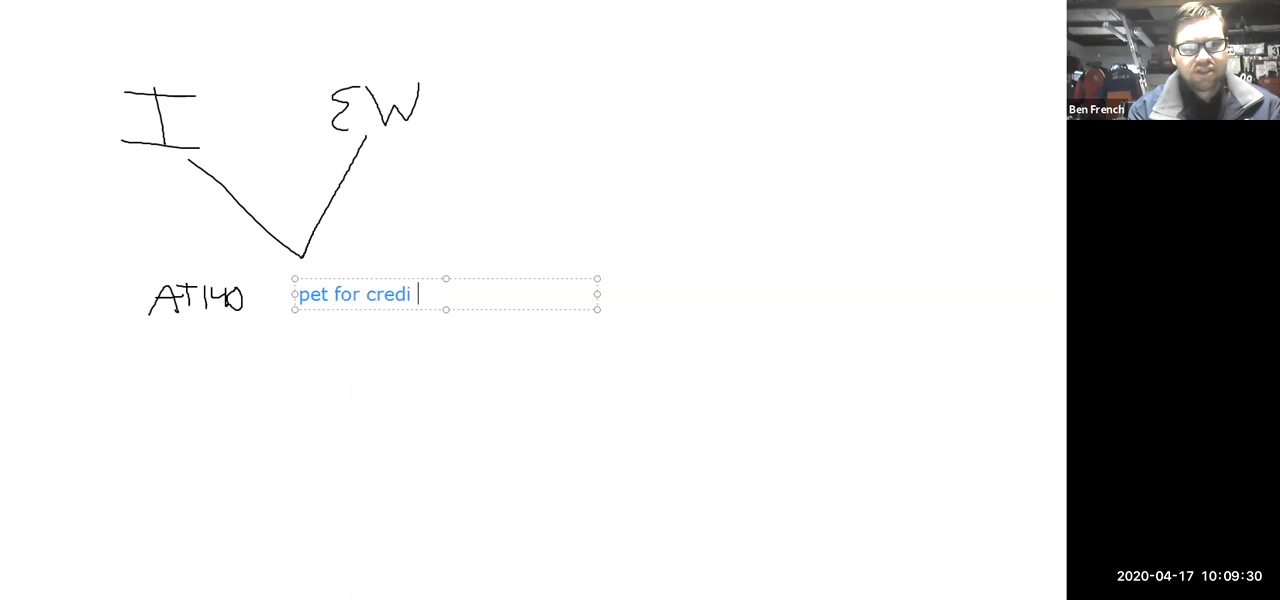 I EW
Ben French
AT140 pet for credi
2020-04-17 10:09:30